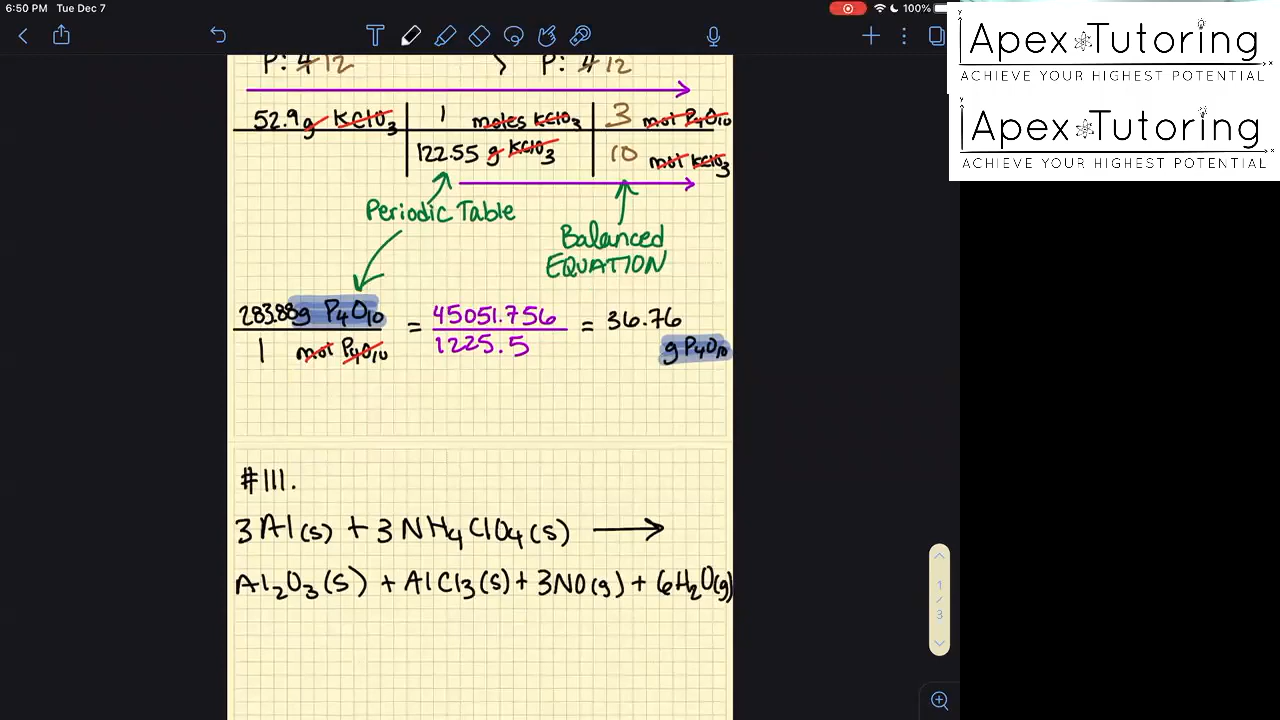 6:50 PM Tue Dec 7
100%
Apex Tutoring
ACHIEVE YOUR HIGHEST POTENTIAL
Apex Tutoring
ACHIEVE YOUR HIGHEST POTENTIAL
P: 4 12 > P: 4 12
52.9g KClO3 | 1 moles KClO3 | 3 mol P4O10
122.55 g KClO3 | 10 mol KClO3
Periodic Table
Balanced
EQUATION
283.88g P4O10 = 45051.756 = 36.76
1 mol P4O10 1225.5 g P4O10
#111.
3Al(s) + 3NH4ClO4(s) ⟶
Al2O3(s) + AlCl3(s) + 3NO(g) + 6H2O(g)
1
/
3